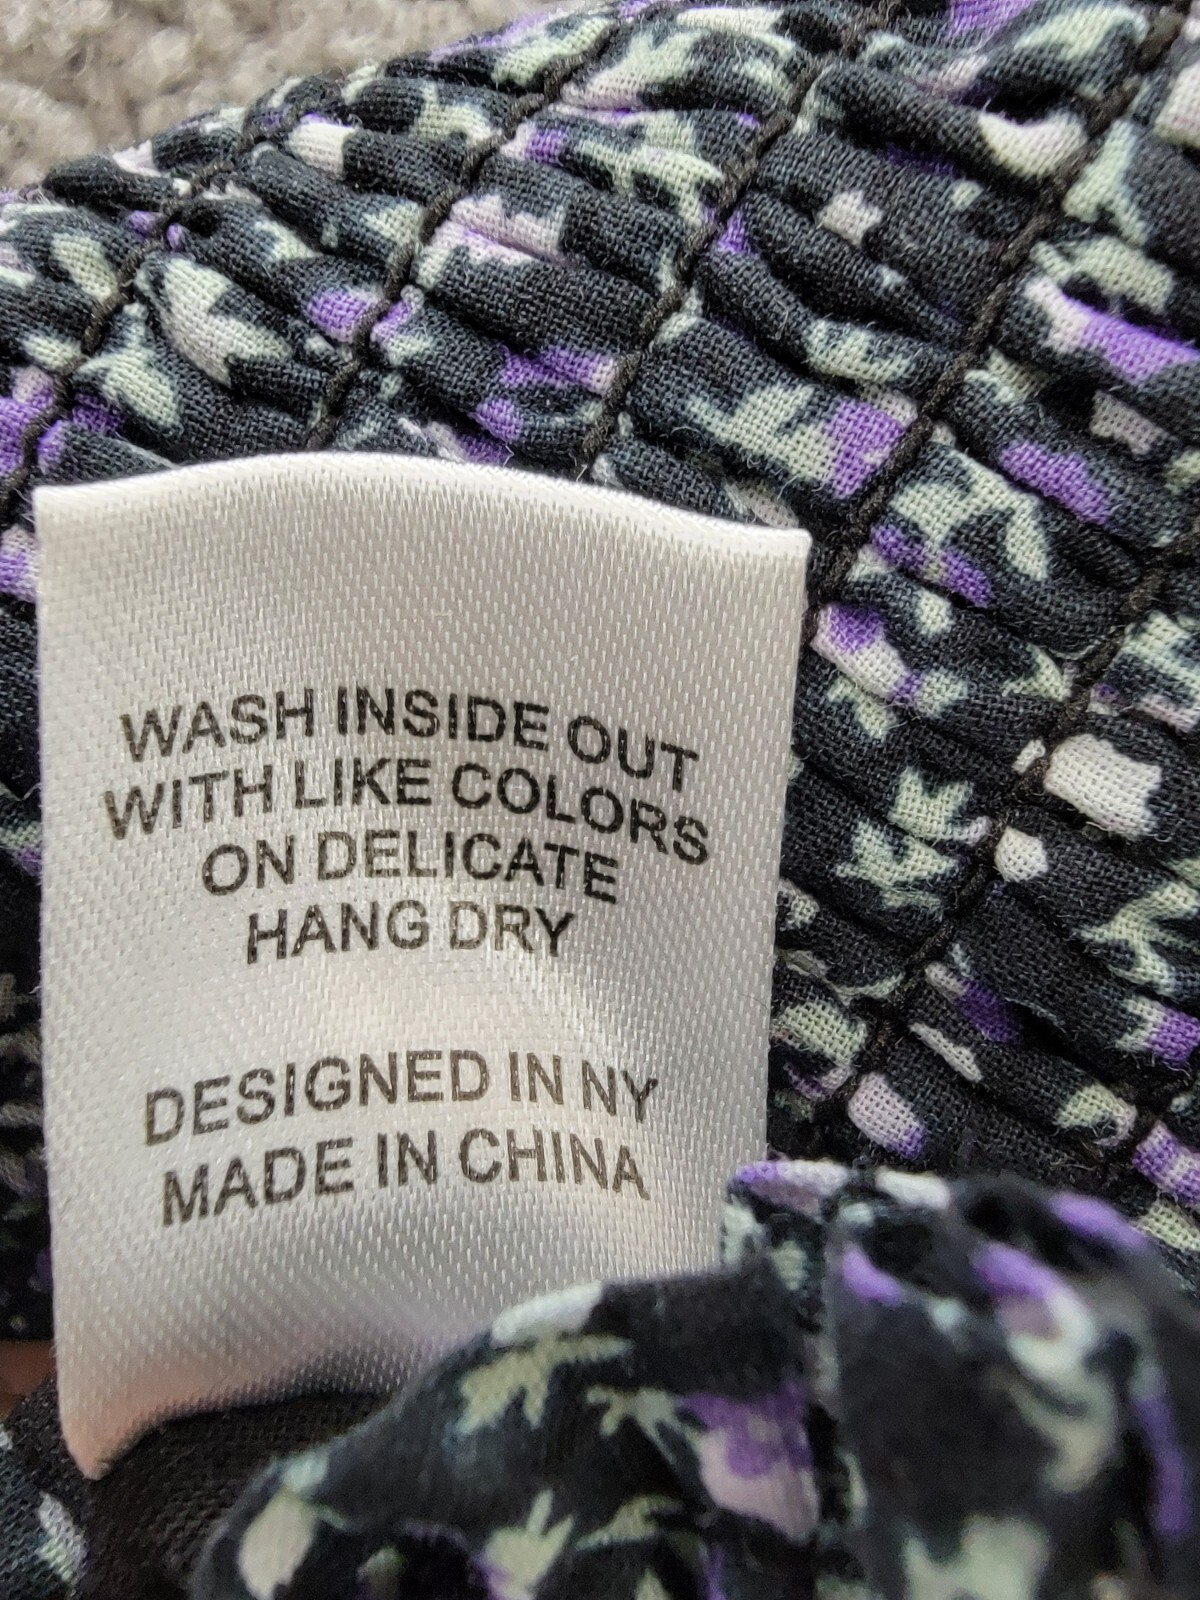 WASH INSIDE OUT
WITH LIKE COLORS
ON DELICATE
HANG DRY
DESIGNED IN NY
MADE IN CHINA